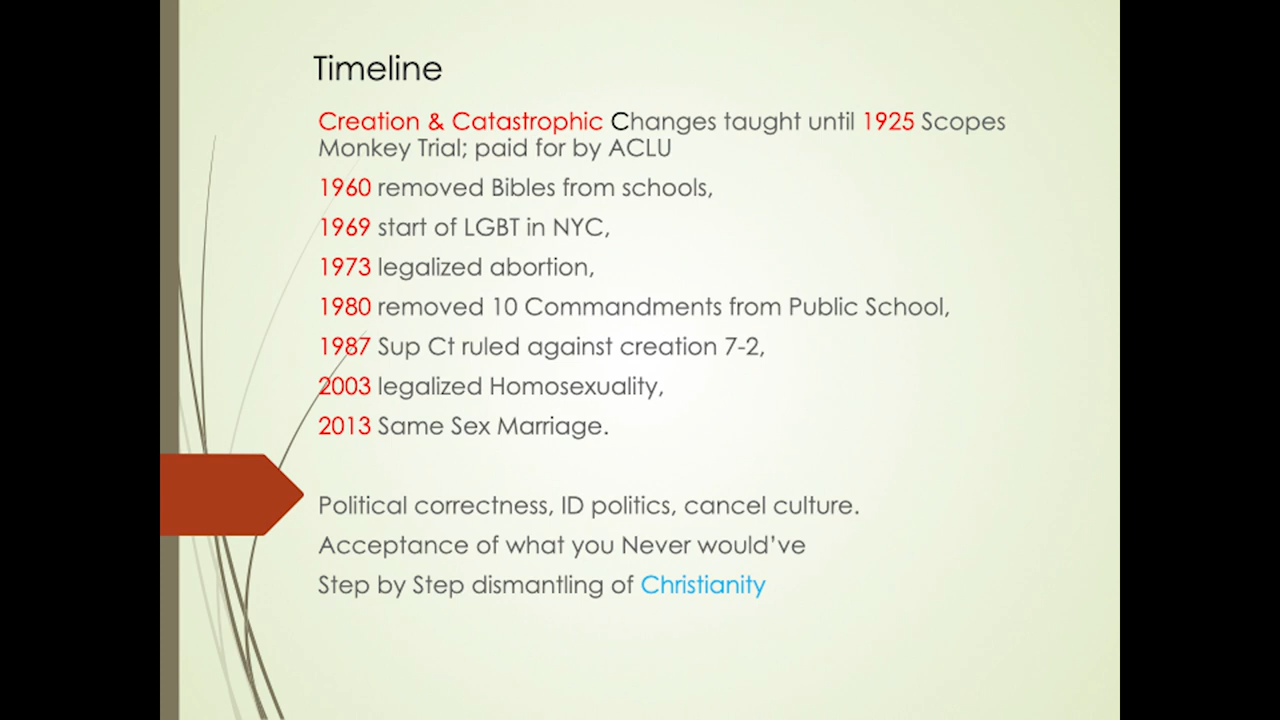 Timeline
Creation & Catastrophic Changes taught until 1925 Scopes
Monkey Trial; paid for by ACLU
1960 removed Bibles from schools,
1969 start of LGBT in NYC,
1973 legalized abortion,
1980 removed 10 Commandments from Public School,
1987 Sup Ct ruled against creation 7-2,
2003 legalized Homosexuality,
2013 Same Sex Marriage.
Political correctness, ID politics, cancel culture.
Acceptance of what you Never would’ve
Step by Step dismantling of Christianity